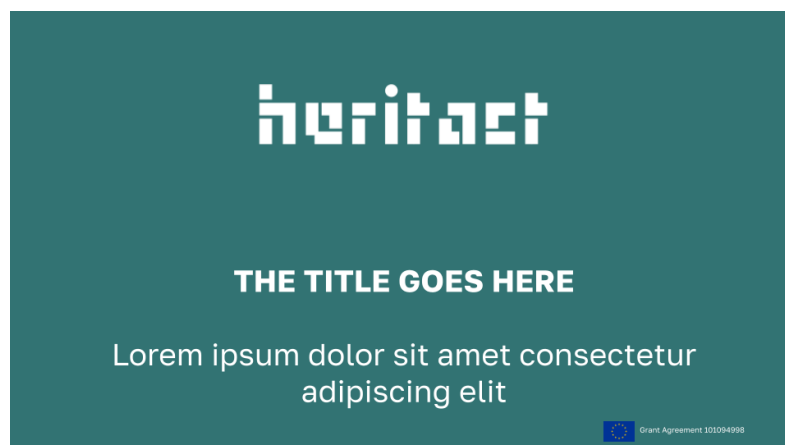 heritact
THE TITLE GOES HERE
Lorem ipsum dolor sit amet consectetur
adipiscing elit
Grant Agreement 101094998